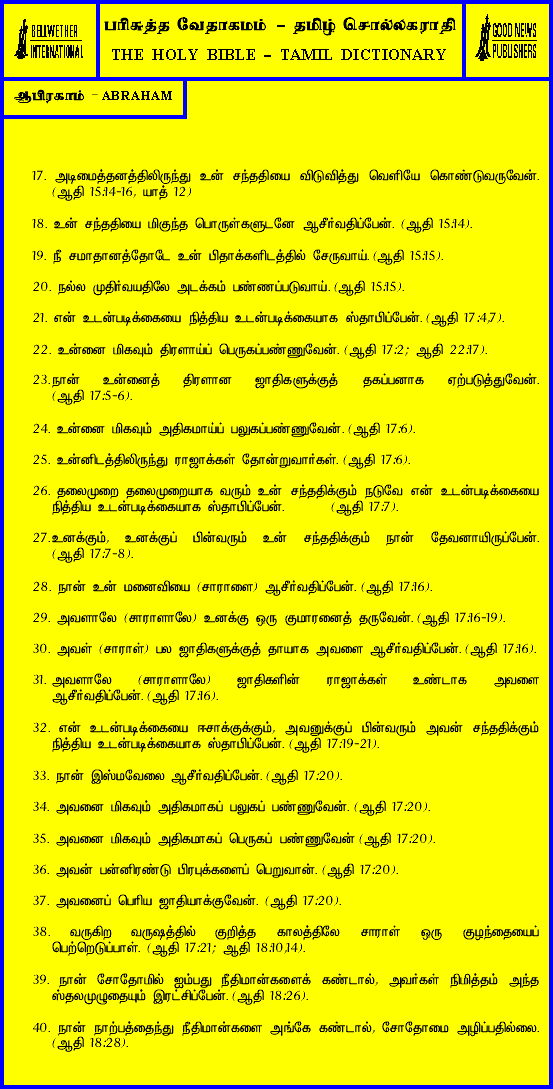 BELLWETHER
INTERNATIONAL
பரிசுத்த வேதாகமம் – தமிழ் சொல்லகராதி
THE HOLY BIBLE – TAMIL DICTIONARY
GOOD NEWS
PUBLISHERS
ஆபிரகாம் – ABRAHAM
17. அடிமைத்தனத்திலிருந்து உன் சந்ததியை விடுவித்து வெளியே கொண்டுவருவேன்.
(ஆதி 15:14-16, யாத் 12)
18. உன் சந்ததியை மிகுந்த பொருள்களுடனே ஆசீர்வதிப்பேன். (ஆதி 15:14).
19. நீ சமாதானத்தோடே உன் பிதாக்களிடத்தில் சேருவாய். (ஆதி 15:15).
20. நல்ல முதிர்வயதிலே அடக்கம் பண்ணப்படுவாய். (ஆதி 15:15).
21. என் உடன்படிக்கையை நித்திய உடன்படிக்கையாக ஸ்தாபிப்பேன். (ஆதி 17:4,7).
22. உன்னை மிகவும் திரளாய்ப் பெருகப்பண்ணுவேன். (ஆதி 17:2; ஆதி 22:17).
23.நான் உன்னைத் திரளான ஜாதிகளுக்குத் தகப்பனாக ஏற்படுத்துவேன்.
(ஆதி 17:5-6).
24. உன்னை மிகவும் அதிகமாய்ப் பலுகப்பண்ணுவேன். (ஆதி 17:6).
25. உன்னிடத்திலிருந்து ராஜாக்கள் தோன்றுவார்கள். (ஆதி 17:6).
26. தலைமுறை தலைமுறையாக வரும் உன் சந்ததிக்கும் நடுவே என் உடன்படிக்கையை
நித்திய உடன்படிக்கையாக ஸ்தாபிப்பேன். (ஆதி 17:7).
27.உனக்கும், உனக்குப் பின்வரும் உன் சந்ததிக்கும் நான் தேவனாயிருப்பேன்.
(ஆதி 17:7-8).
28. நான் உன் மனைவியை (சாராளை) ஆசீர்வதிப்பேன். (ஆதி 17:16).
29. அவளாலே (சாராளாலே) உனக்கு ஒரு குமாரனைத் தருவேன். (ஆதி 17:16-19).
30. அவள் (சாராள்) பல ஜாதிகளுக்குத் தாயாக அவளை ஆசீர்வதிப்பேன். (ஆதி 17:16).
31. அவளாலே (சாராளாலே) ஜாதிகளின் ராஜாக்கள் உண்டாக அவளை
ஆசீர்வதிப்பேன். (ஆதி 17:16).
32. என் உடன்படிக்கையை ஈசாக்குக்கும், அவனுக்குப் பின்வரும் அவன் சந்ததிக்கும்
நித்திய உடன்படிக்கையாக ஸ்தாபிப்பேன். (ஆதி 17:19-21).
33. நான் இஸ்மவேலை ஆசீர்வதிப்பேன். (ஆதி 17:20).
34. அவனை மிகவும் அதிகமாகப் பலுகப் பண்ணுவேன். (ஆதி 17:20).
35. அவனை மிகவும் அதிகமாகப் பெருகப் பண்ணுவேன் (ஆதி 17:20).
36. அவன் பன்னிரண்டு பிரபுக்களைப் பெறுவான். (ஆதி 17:20).
37. அவனைப் பெரிய ஜாதியாக்குவேன். (ஆதி 17:20).
38. வருகிற வருஷத்தில் குறித்த காலத்திலே சாராள் ஒரு குழந்தையைப்
பெற்றெடுப்பாள். (ஆதி 17:21; ஆதி 18:10,14).
39. நான் சோதோமில் ஐம்பது நீதிமான்களைக் கண்டால், அவர்கள் நிமித்தம் அந்த
ஸ்தலமுழுதையும் இரட்சிப்பேன். (ஆதி 18:26).
40. நான் நாற்பத்தைந்து நீதிமான்களை அங்கே கண்டால், சோதோமை அழிப்பதில்லை.
(ஆதி 18:28).